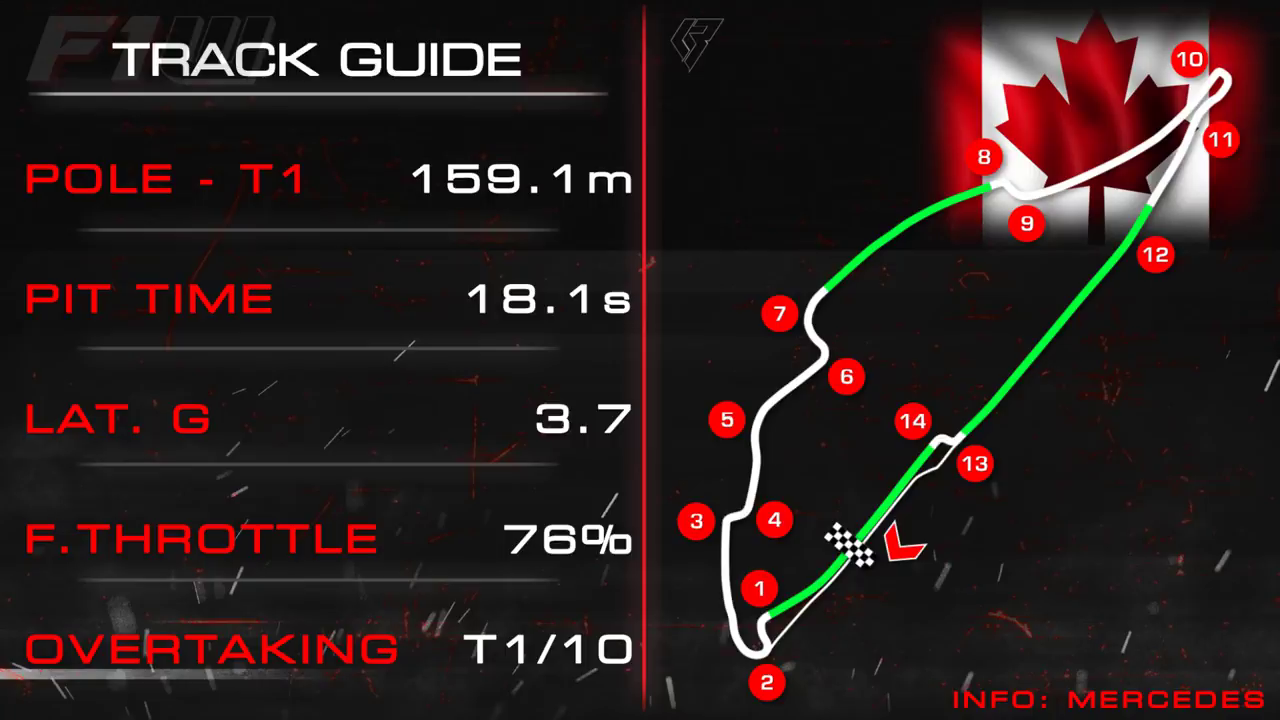 F1W
TRACK GUIDE
POLE - T1 159.1m
PIT TIME 18.1s
LAT. G 3.7
F.THROTTLE 76%
OVERTAKING T1/10
10
11
8
9
12
7
6
5
14
13
3
4
1
2
INFO: MERCEDES